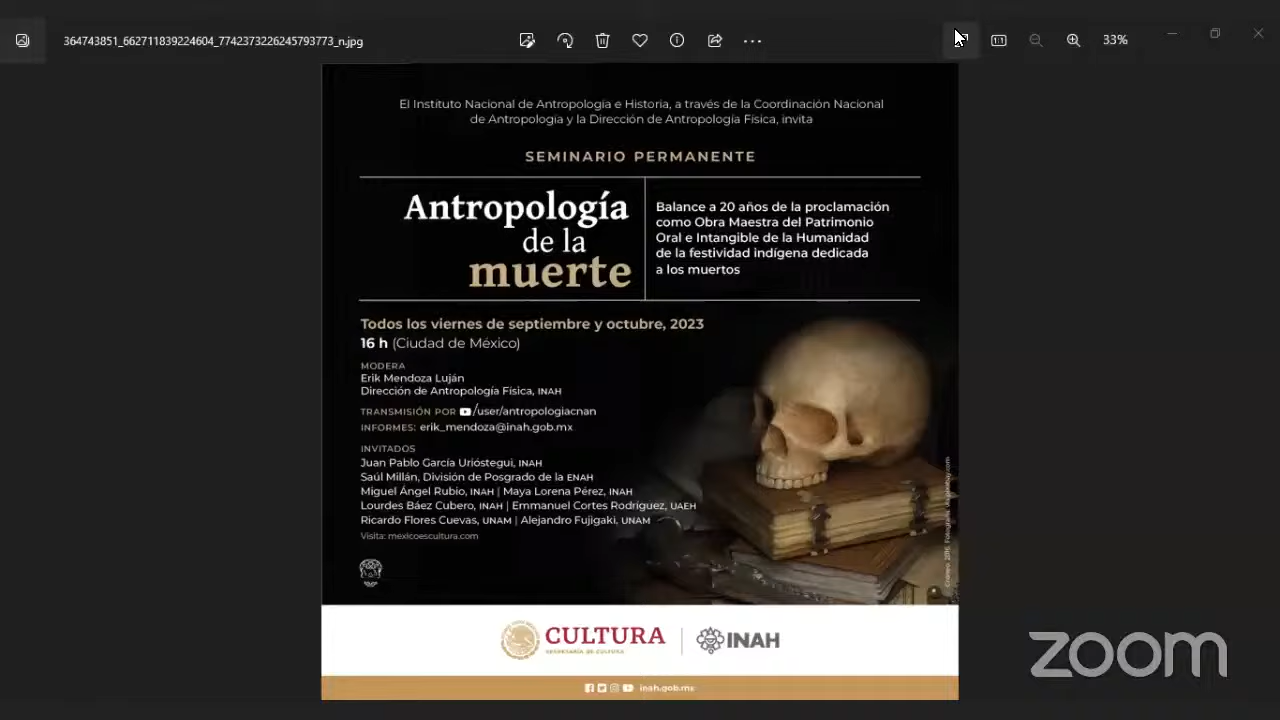 364743851_662711839224604_7742373226245793773_n.jpg
33%
El Instituto Nacional de Antropología e Historia, a través de la Coordinación Nacional
de Antropología y la Dirección de Antropología Física, invita
SEMINARIO PERMANENTE
Antropología
de la
muerte
Balance a 20 años de la proclamación
como Obra Maestra del Patrimonio
Oral e Intangible de la Humanidad
de la festividad indígena dedicada
a los muertos
Todos los viernes de septiembre y octubre, 2023
16 h (Ciudad de México)
MODERA
Erik Mendoza Luján
Dirección de Antropología Física, INAH
TRANSMISIÓN POR /user/antropologiacnan
INFORMES: erik_mendoza@inah.gob.mx
INVITADOS
Juan Pablo García Urióstegui, INAH
Saúl Millán, División de Posgrado de la ENAH
Miguel Ángel Rubio, INAH | Maya Lorena Pérez, INAH
Lourdes Báez Cubero, INAH | Emmanuel Cortes Rodríguez, UAEH
Ricardo Flores Cuevas, UNAM | Alejandro Fujigaki, UNAM
Visita: mexicoescultura.com
CULTURA
SECRETARÍA DE CULTURA
INAH
inah.gob.mx
zoom